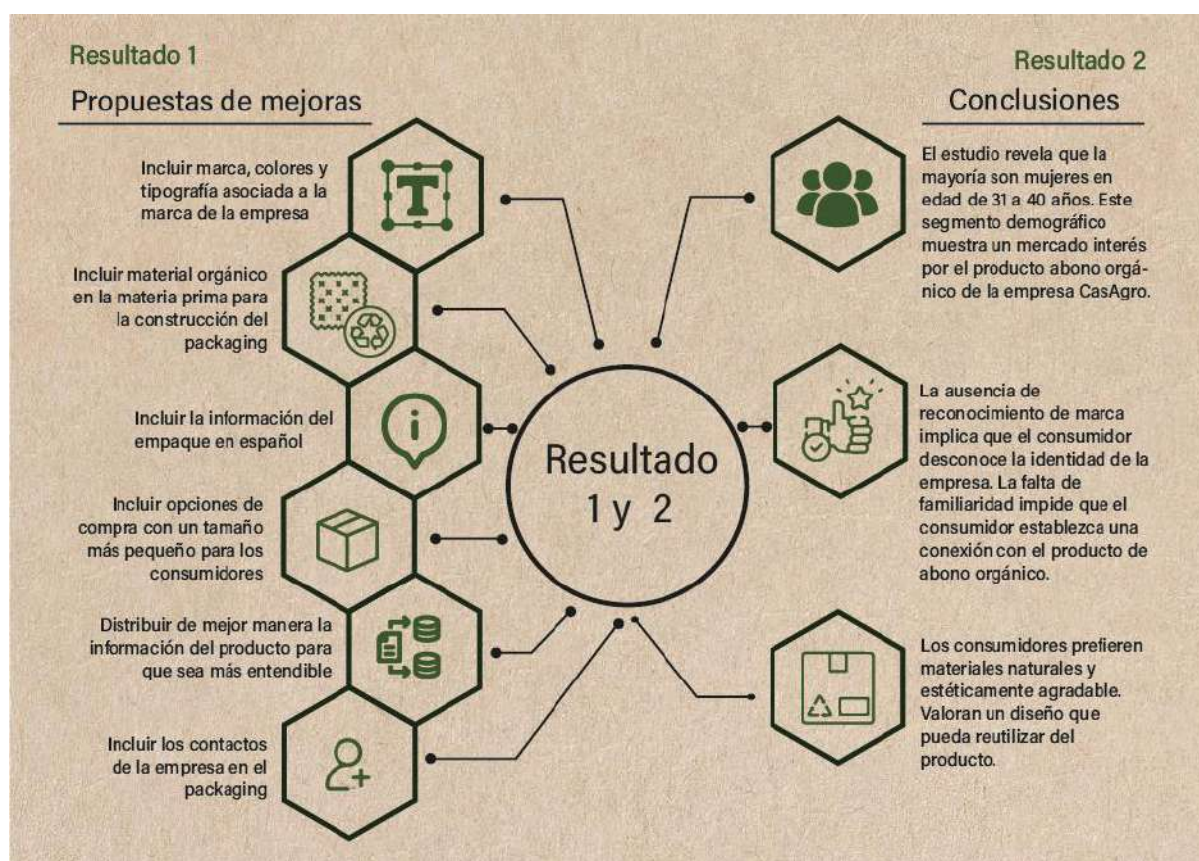 Resultado 1
Propuestas de mejoras
Incluir marca, colores y
tipografía asociada a la
marca de la empresa
Incluir material orgánico
en la materia prima para
la construcción del
packaging
Incluir la información del
empaque en español
Incluir opciones de
compra con un tamaño
más pequeño para los
consumidores
Distribuir de mejor manera la
información del producto para
que sea más entendible
Incluir los contactos
de la empresa en el
packaging
T
i
Resultado
1 y 2
Resultado 2
Conclusiones
El estudio revela que la
mayoría son mujeres en
edad de 31 a 40 años. Este
segmento demográfico
muestra un mercado interés
por el producto abono orgá-
nico de la empresa CasAgro.
La ausencia de
reconocimiento de marca
implica que el consumidor
desconoce la identidad de la
empresa. La falta de
familiaridad impide que el
consumidor establezca una
conexión con el producto de
abono orgánico.
Los consumidores prefieren
materiales naturales y
estéticamente agradable.
Valoran un diseño que
pueda reutilizar del
producto.